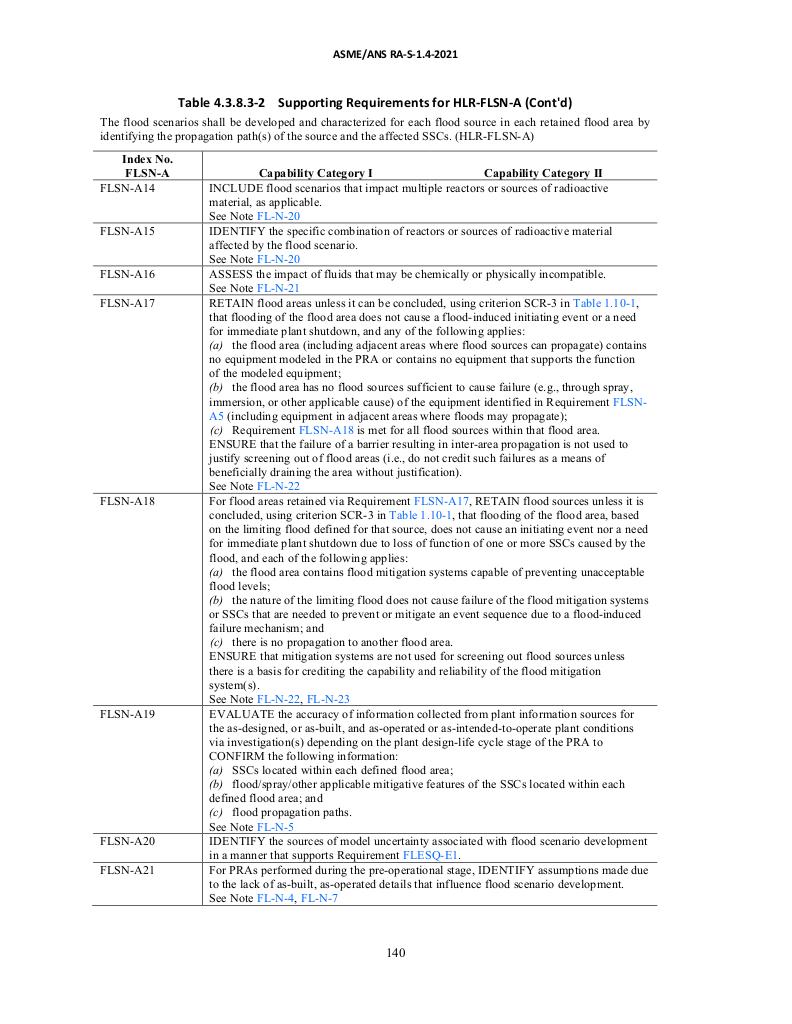 ASME/ANS RA-S-1.4-2021
Table 4.3.8.3-2 Supporting Requirements for HLR-FLSN-A (Cont'd)
The flood scenarios shall be developed and characterized for each flood source in each retained flood area by
identifying the propagation path(s) of the source and the affected SSCs. (HLR-FLSN-A)
Index No.
FLSN-A
Capability Category I
Capability Category II
FLSN-A14
INCLUDE flood scenarios that impact multiple reactors or sources of radioactive
material, as applicable.
See Note FL-N-20
FLSN-A15
IDENTIFY the specific combination of reactors or sources of radioactive material
affected by the flood scenario.
See Note FL-N-20
FLSN-A16
ASSESS the impact of fluids that may be chemically or physically incompatible.
See Note FL-N-21
FLSN-A17
RETAIN flood areas unless it can be concluded, using criterion SCR-3 in Table 1.10-1,
that flooding of the flood area does not cause a flood-induced initiating event or a need
for immediate plant shutdown, and any of the following applies:
(a) the flood area (including adjacent areas where flood sources can propagate) contains
no equipment modeled in the PRA or contains no equipment that supports the function
of the modeled equipment;
(b) the flood area has no flood sources sufficient to cause failure (e.g., through spray,
immersion, or other applicable cause) of the equipment identified in Requirement FLSN-
A5 (including equipment in adjacent areas where floods may propagate);
(c) Requirement FLSN-A18 is met for all flood sources within that flood area.
ENSURE that the failure of a barrier resulting in inter-area propagation is not used to
justify screening out of flood areas (i.e., do not credit such failures as a means of
beneficially draining the area without justification).
See Note FL-N-22
FLSN-A18
For flood areas retained via Requirement FLSN-A17, RETAIN flood sources unless it is
concluded, using criterion SCR-3 in Table 1.10-1, that flooding of the flood area, based
on the limiting flood defined for that source, does not cause an initiating event nor a need
for immediate plant shutdown due to loss of function of one or more SSCs caused by the
flood, and each of the following applies:
(a) the flood area contains flood mitigation systems capable of preventing unacceptable
flood levels;
(b) the nature of the limiting flood does not cause failure of the flood mitigation systems
or SSCs that are needed to prevent or mitigate an event sequence due to a flood-induced
failure mechanism; and
(c) there is no propagation to another flood area.
ENSURE that mitigation systems are not used for screening out flood sources unless
there is a basis for crediting the capability and reliability of the flood mitigation
system(s).
See Note FL-N-22, FL-N-23
FLSN-A19
EVALUATE the accuracy of information collected from plant information sources for
the as-designed, or as-built, and as-operated or as-intended-to-operate plant conditions
via investigation(s) depending on the plant design-life cycle stage of the PRA to
CONFIRM the following information:
(a) SSCs located within each defined flood area;
(b) flood/spray/other applicable mitigative features of the SSCs located within each
defined flood area; and
(c) flood propagation paths.
See Note FL-N-5
FLSN-A20
IDENTIFY the sources of model uncertainty associated with flood scenario development
in a manner that supports Requirement FLESQ-E1.
FLSN-A21
For PRAs performed during the pre-operational stage, IDENTIFY assumptions made due
to the lack of as-built, as-operated details that influence flood scenario development.
See Note FL-N-4, FL-N-7
140